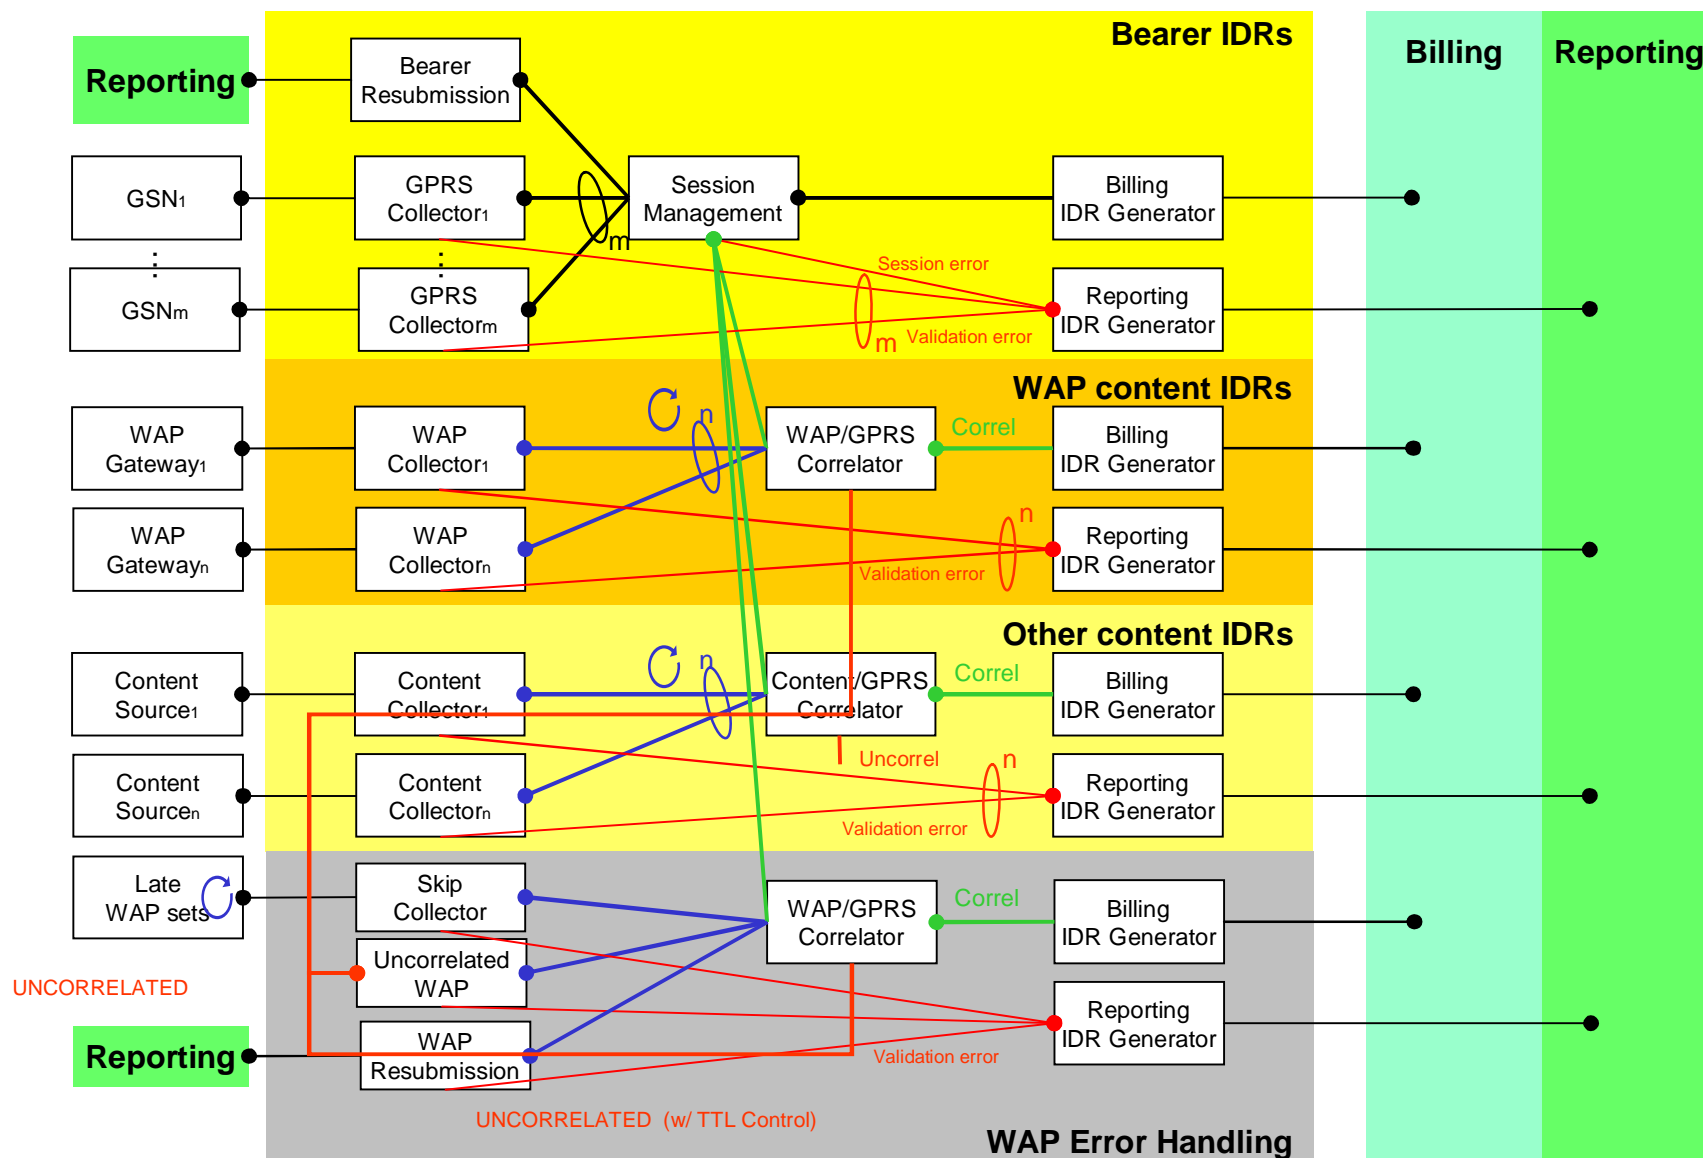 Bearer IDRs
Billing
Reporting
Reporting
Bearer
Resubmission
GSN1
GPRS
Collector1
Session
Management
Billing
IDR Generator
m
Session error
GSNm
GPRS
Collectorm
Reporting
IDR Generator
m
Validation error
WAP content IDRs
WAP
Gateway1
WAP
Collector1
n
WAP/GPRS
Correlator
Correl
Billing
IDR Generator
WAP
Gatewayn
WAP
Collectorn
n
Validation error
Reporting
IDR Generator
Other content IDRs
Content
Source1
Content
Collector1
n
Content/GPRS
Correlator
Correl
Billing
IDR Generator
Uncorrel
n
Content
Sourcen
Content
Collectorn
Validation error
Reporting
IDR Generator
Late
WAP sets
Skip
Collector
WAP/GPRS
Correlator
Correl
Billing
IDR Generator
UNCORRELATED
Uncorrelated
WAP
Reporting
IDR Generator
Reporting
WAP
Resubmission
Validation error
UNCORRELATED (w/ TTL Control)
WAP Error Handling